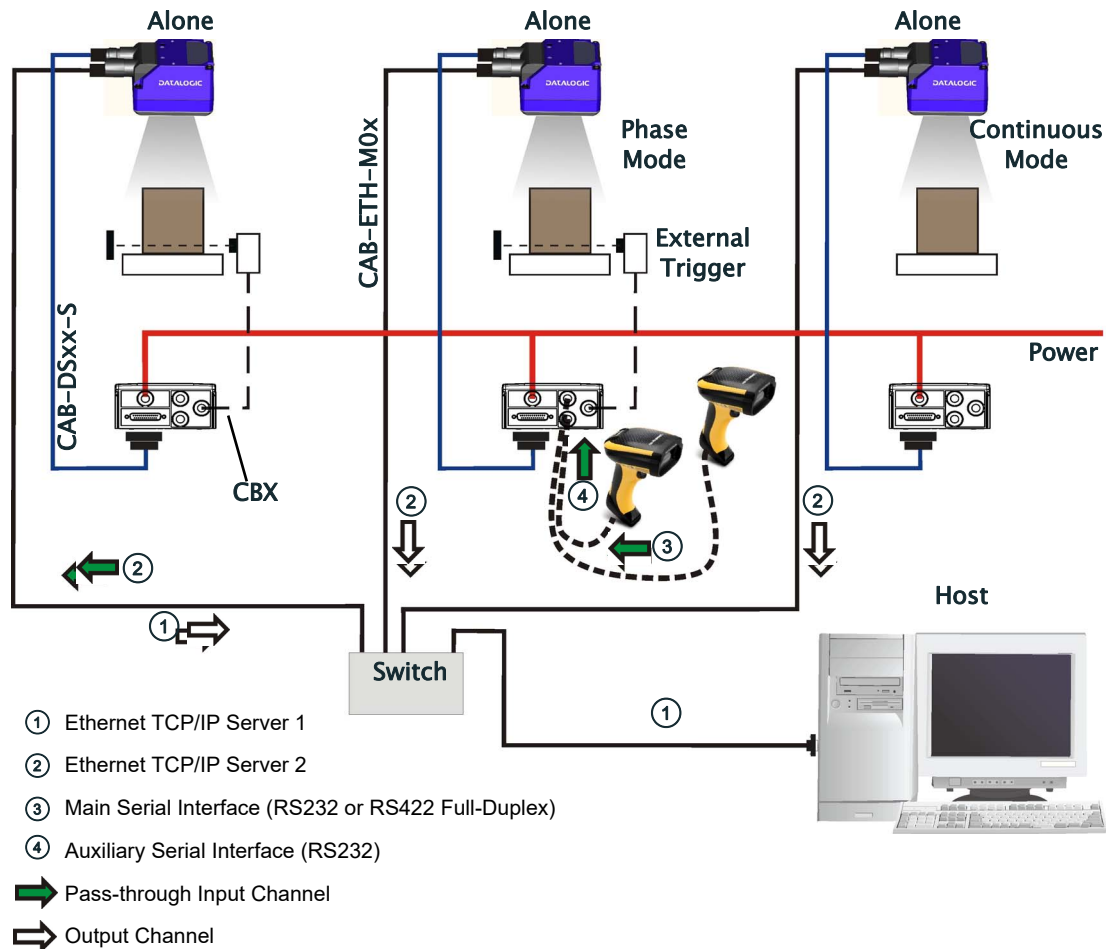 Alone
Alone
Alone
DATALOGIC
DATALOGIC
DATALOGIC
Phase
Mode
Continuous
Mode
CAB-ETH-M0x
External
Trigger
CAB-DSxx-S
Power
CBX
4
2
2
3
2
1
Host
Switch
1
1 Ethernet TCP/IP Server 1
2 Ethernet TCP/IP Server 2
3 Main Serial Interface (RS232 or RS422 Full-Duplex)
4 Auxiliary Serial Interface (RS232)
Pass-through Input Channel
Output Channel